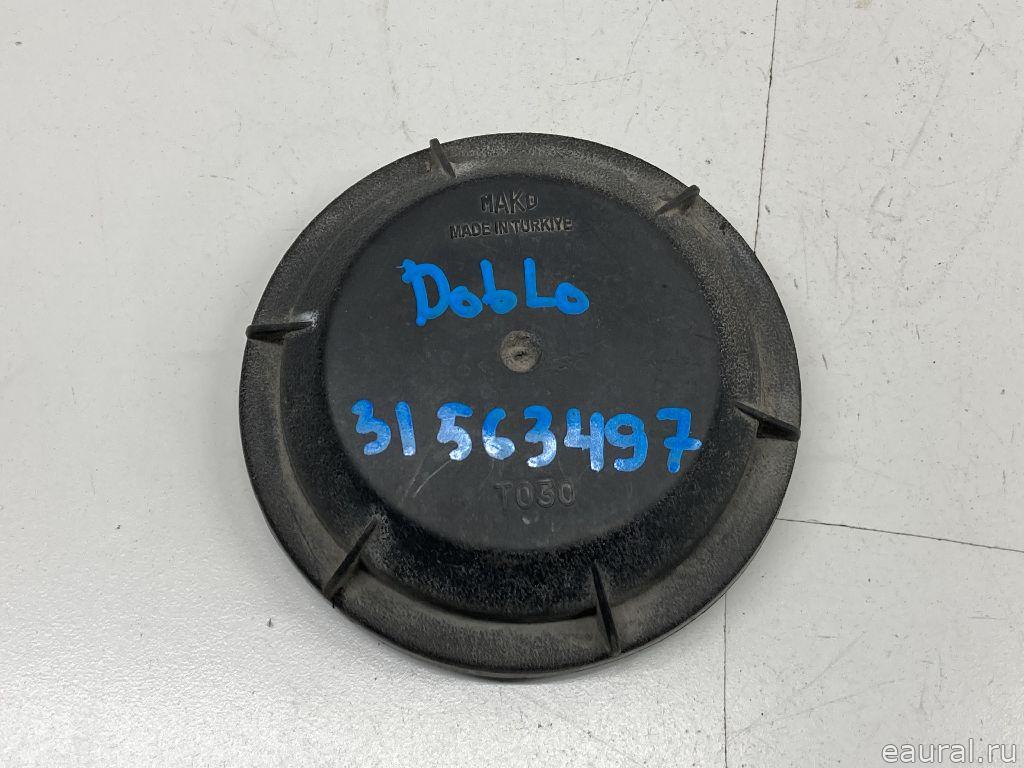 MAKO
MADE IN TURKIYE
DobLo
31563497
T030
eaural.ru